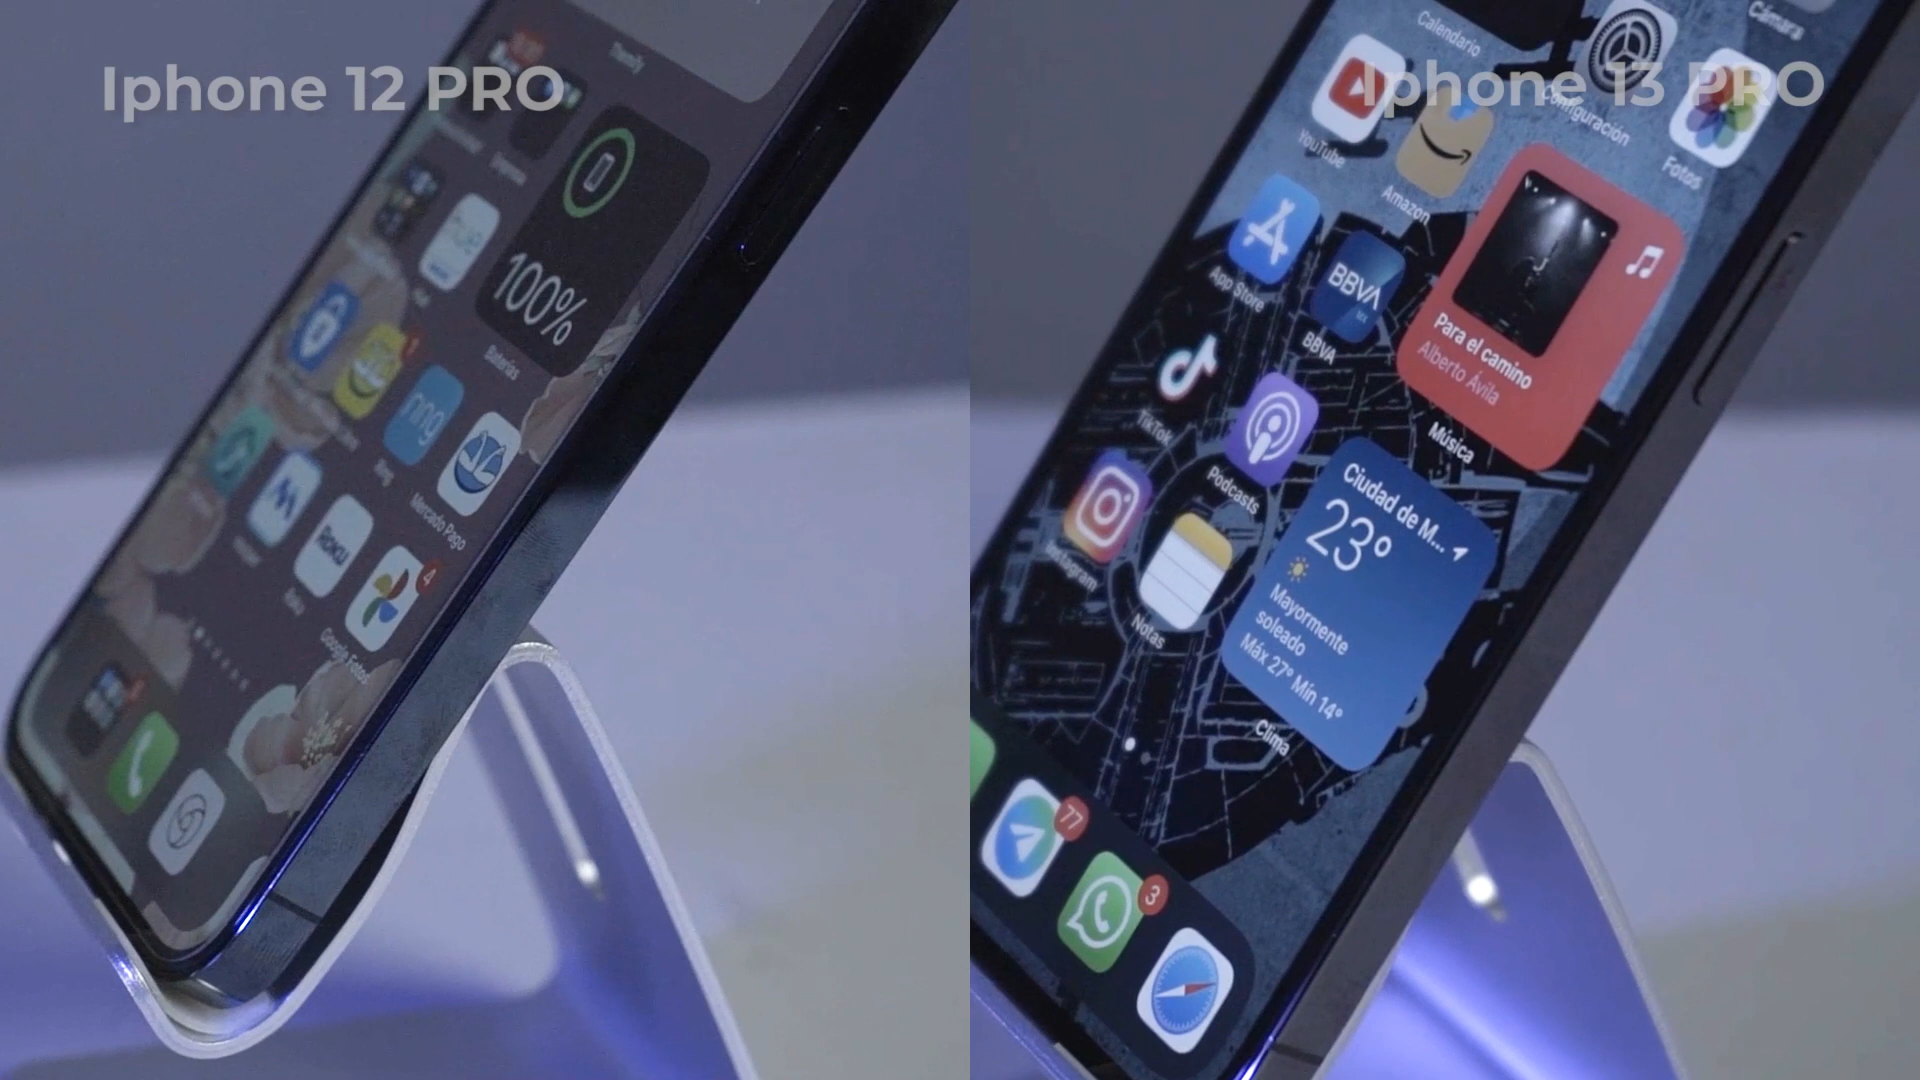 Iphone 12 PRO
100%
Baterías
ring
Mercado Pago
Roku
4
Google Fotos
Iphone 13 PRO
Calendario
Cámara
Configuración
YouTube
Fotos
Amazon
App Store
BBVA
BBVA
Para el camino
Alberto Ávila
Música
TikTok
Podcasts
Instagram
Notas
Ciudad de M...
23°
Mayormente
soleado
Máx 27° Mín 14°
Clima
77
3